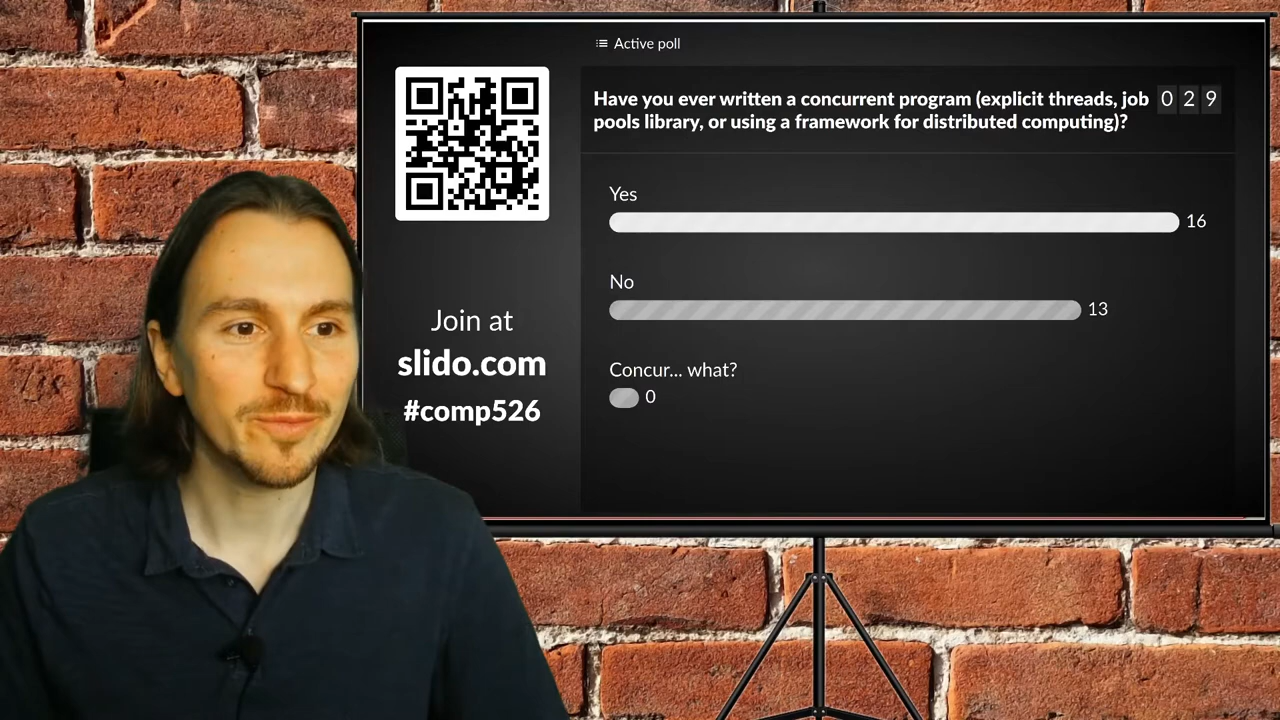 Active poll
Have you ever written a concurrent program (explicit threads, job
pools library, or using a framework for distributed computing)?
0 2 9
Yes
16
No
13
Concur... what?
0
Join at
slido.com
#comp526